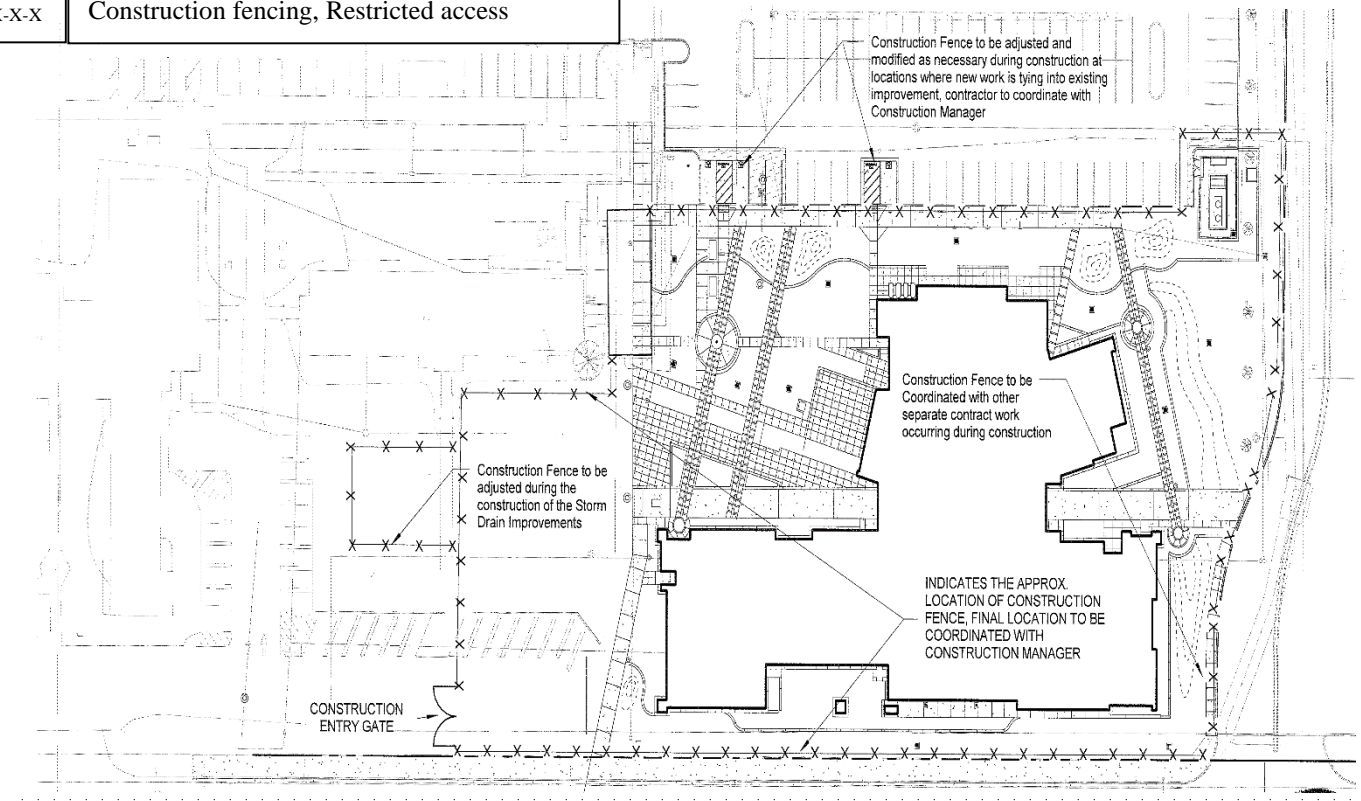 X-X-X
Construction fencing, Restricted access
Construction Fence to be adjusted and
modified as necessary during construction at
locations where new work is tying into existing
improvement, contractor to coordinate with
Construction Manager
Construction Fence to be
Coordinated with other
separate contract work
occurring during construction
Construction Fence to be
adjusted during the
construction of the Storm
Drain Improvements
INDICATES THE APPROX.
LOCATION OF CONSTRUCTION
FENCE, FINAL LOCATION TO BE
COORDINATED WITH
CONSTRUCTION MANAGER
CONSTRUCTION
ENTRY GATE